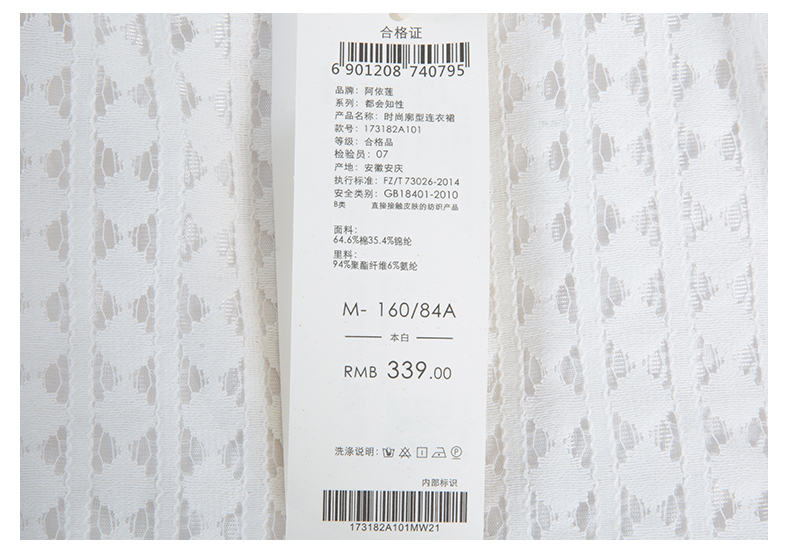 合格证
6 901208 740795
品牌：阿依莲
系列：都会知性
产品名称：时尚廓型连衣裙
款号：173182A101
等级：合格品
检验员：07
产地：安徽安庆
执行标准：FZ/T 73026-2014
安全类别：GB18401-2010
B类 直接接触皮肤的纺织产品
面料：
64.6%棉35.4%锦纶
里料：
94%聚酯纤维6%氨纶
M- 160/84A
本白
RMB 339.00
洗涤说明：
内部标识
173182A101MW21